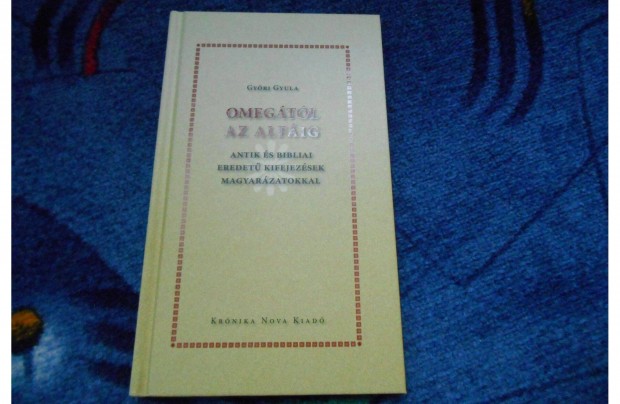 Győri Gyula
OMEGÁTÓL
AZ ALFÁIG
ANTIK ÉS BIBLIAI
EREDETŰ KIFEJEZÉSEK
MAGYARÁZATOKKAL
Krónika Nova Kiadó